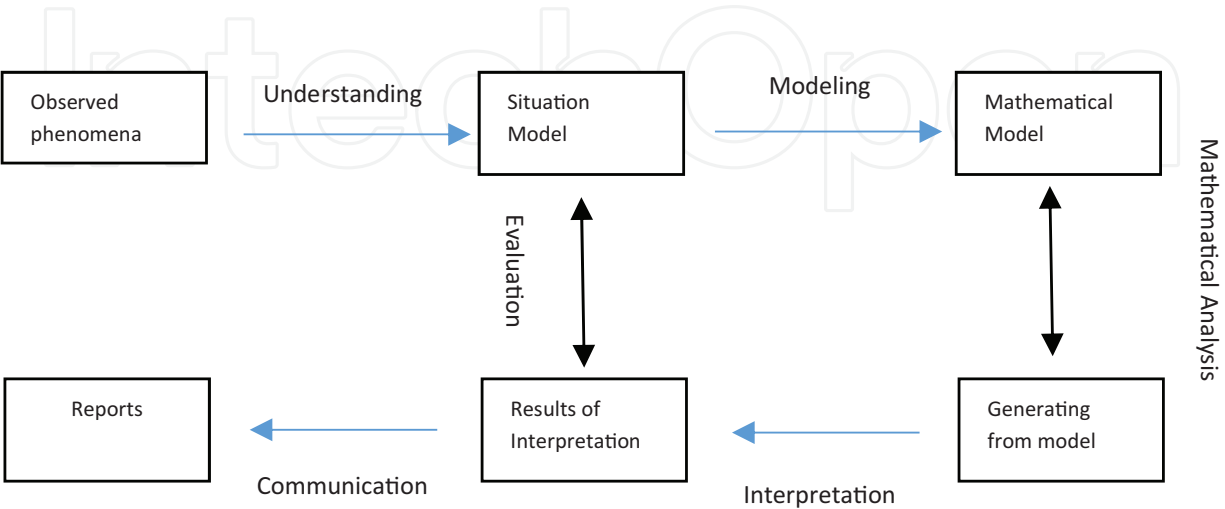 IntechOpen
Observed
phenomena
Understanding
Situation
Model
Modeling
Mathematical
Model
Mathematical Analysis
Evaluation
Reports
Communication
Results of
Interpretation
Interpretation
Generating
from model